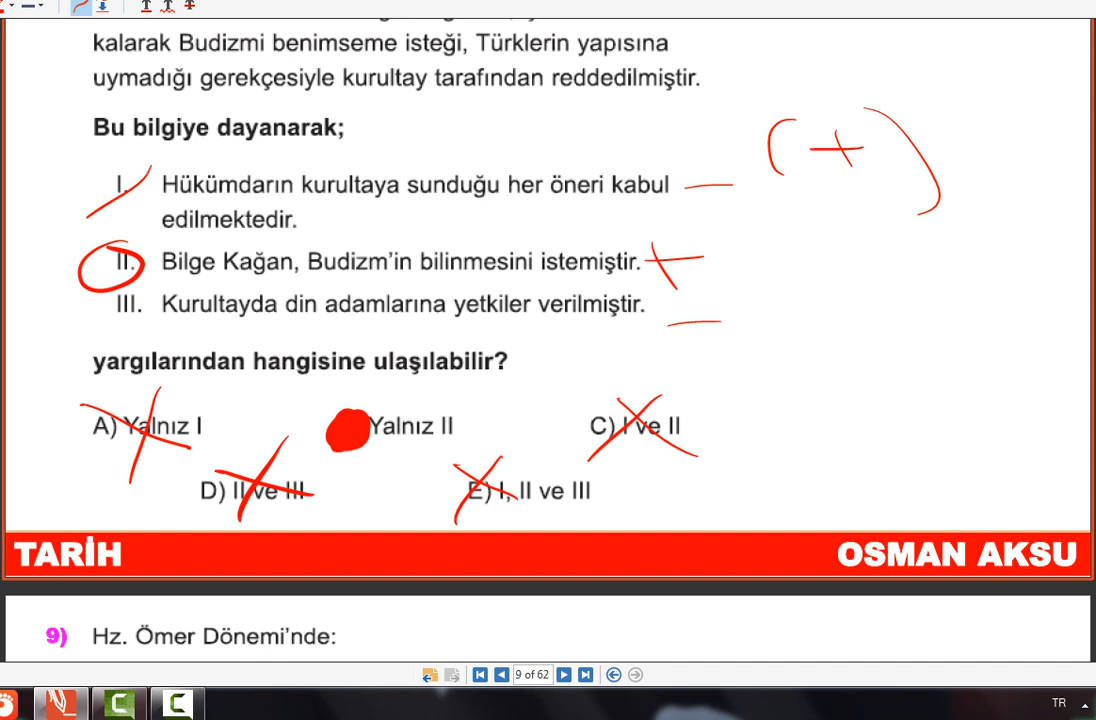 kalarak Budizmi benimseme isteği, Türklerin yapısına
uymadığı gerekçesiyle kurultay tarafından reddedilmiştir.
Bu bilgiye dayanarak;
I. Hükümdarın kurultaya sunduğu her öneri kabul
edilmektedir.
II. Bilge Kağan, Budizm'in bilinmesini istemiştir.
III. Kurultayda din adamlarına yetkiler verilmiştir.
yargılarından hangisine ulaşılabilir?
A) Yalnız I Yalnız II C) I ve II
D) II ve III E) I, II ve III
TARİH OSMAN AKSU
9) Hz. Ömer Dönemi'nde:
9 of 62
TR